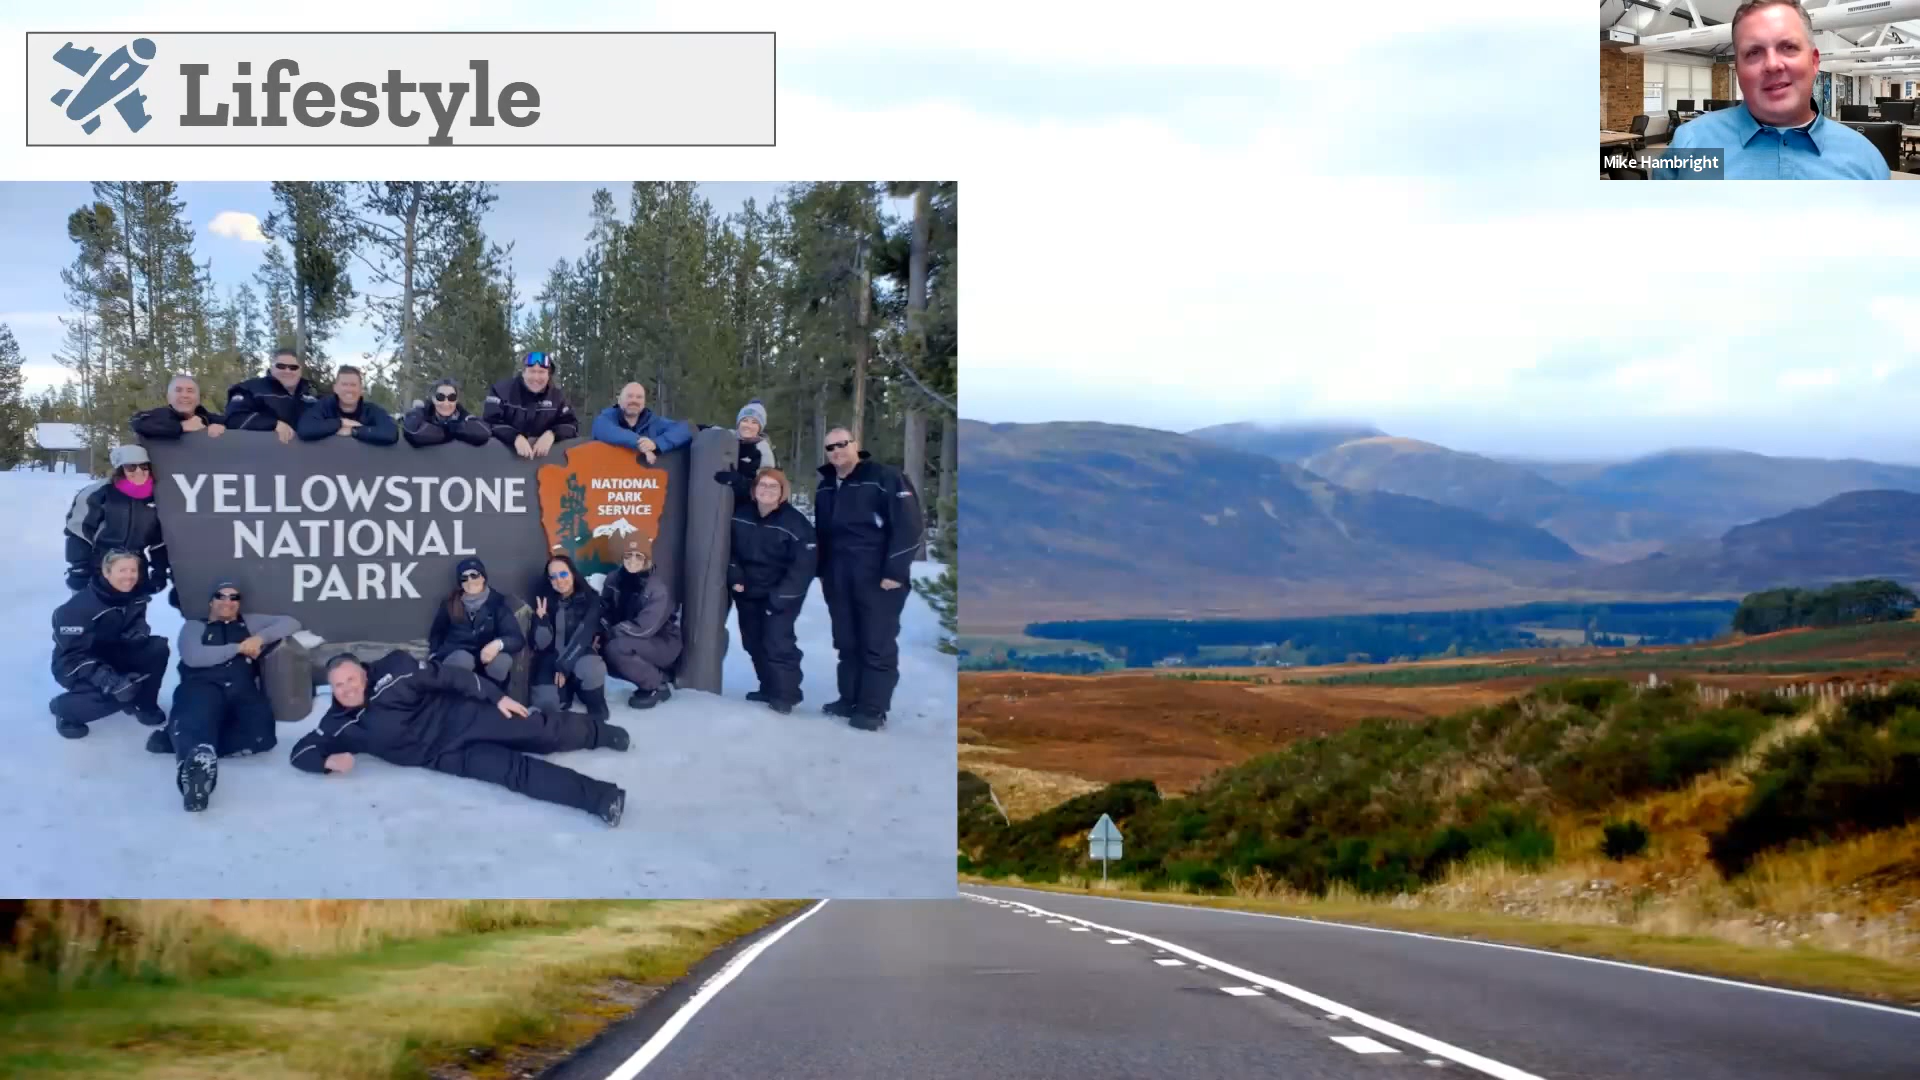 Lifestyle
Mike Hambright
YELLOWSTONE
NATIONAL
PARK
NATIONAL
PARK
SERVICE